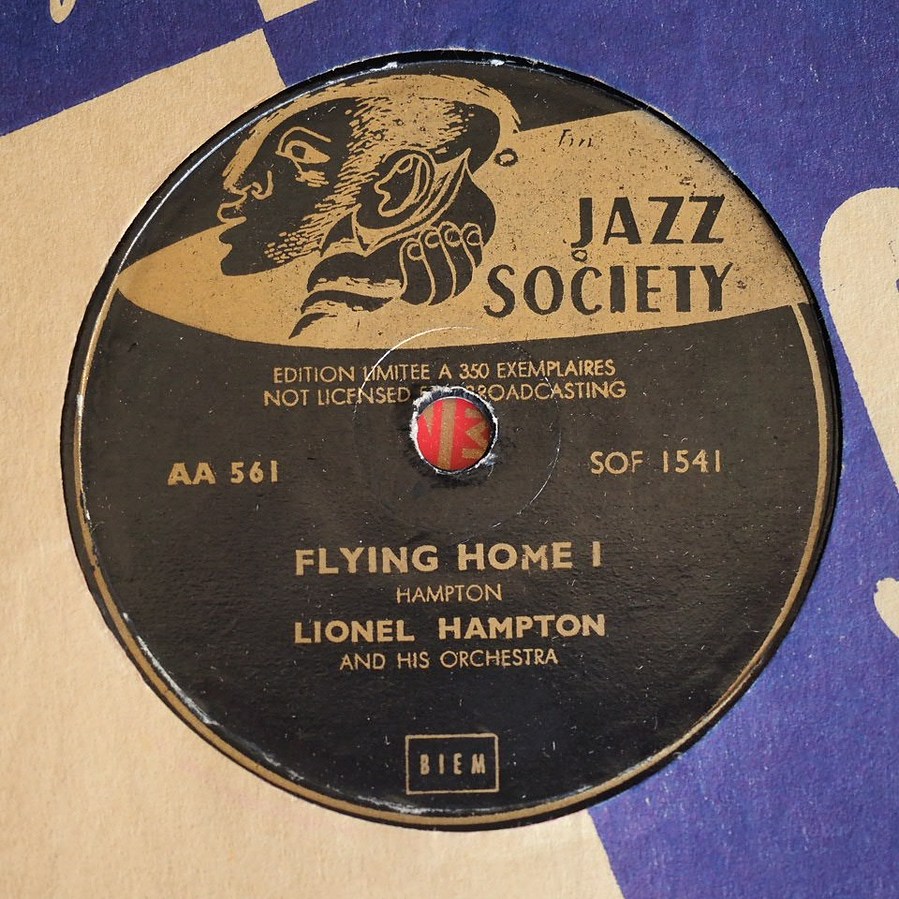 JAZZ
SOCIETY
EDITION LIMITEE A 350 EXEMPLAIRES
NOT LICENSED BROADCASTING
AA 561
SOF 1541
FLYING HOME I
HAMPTON
LIONEL HAMPTON
AND HIS ORCHESTRA
BIEM